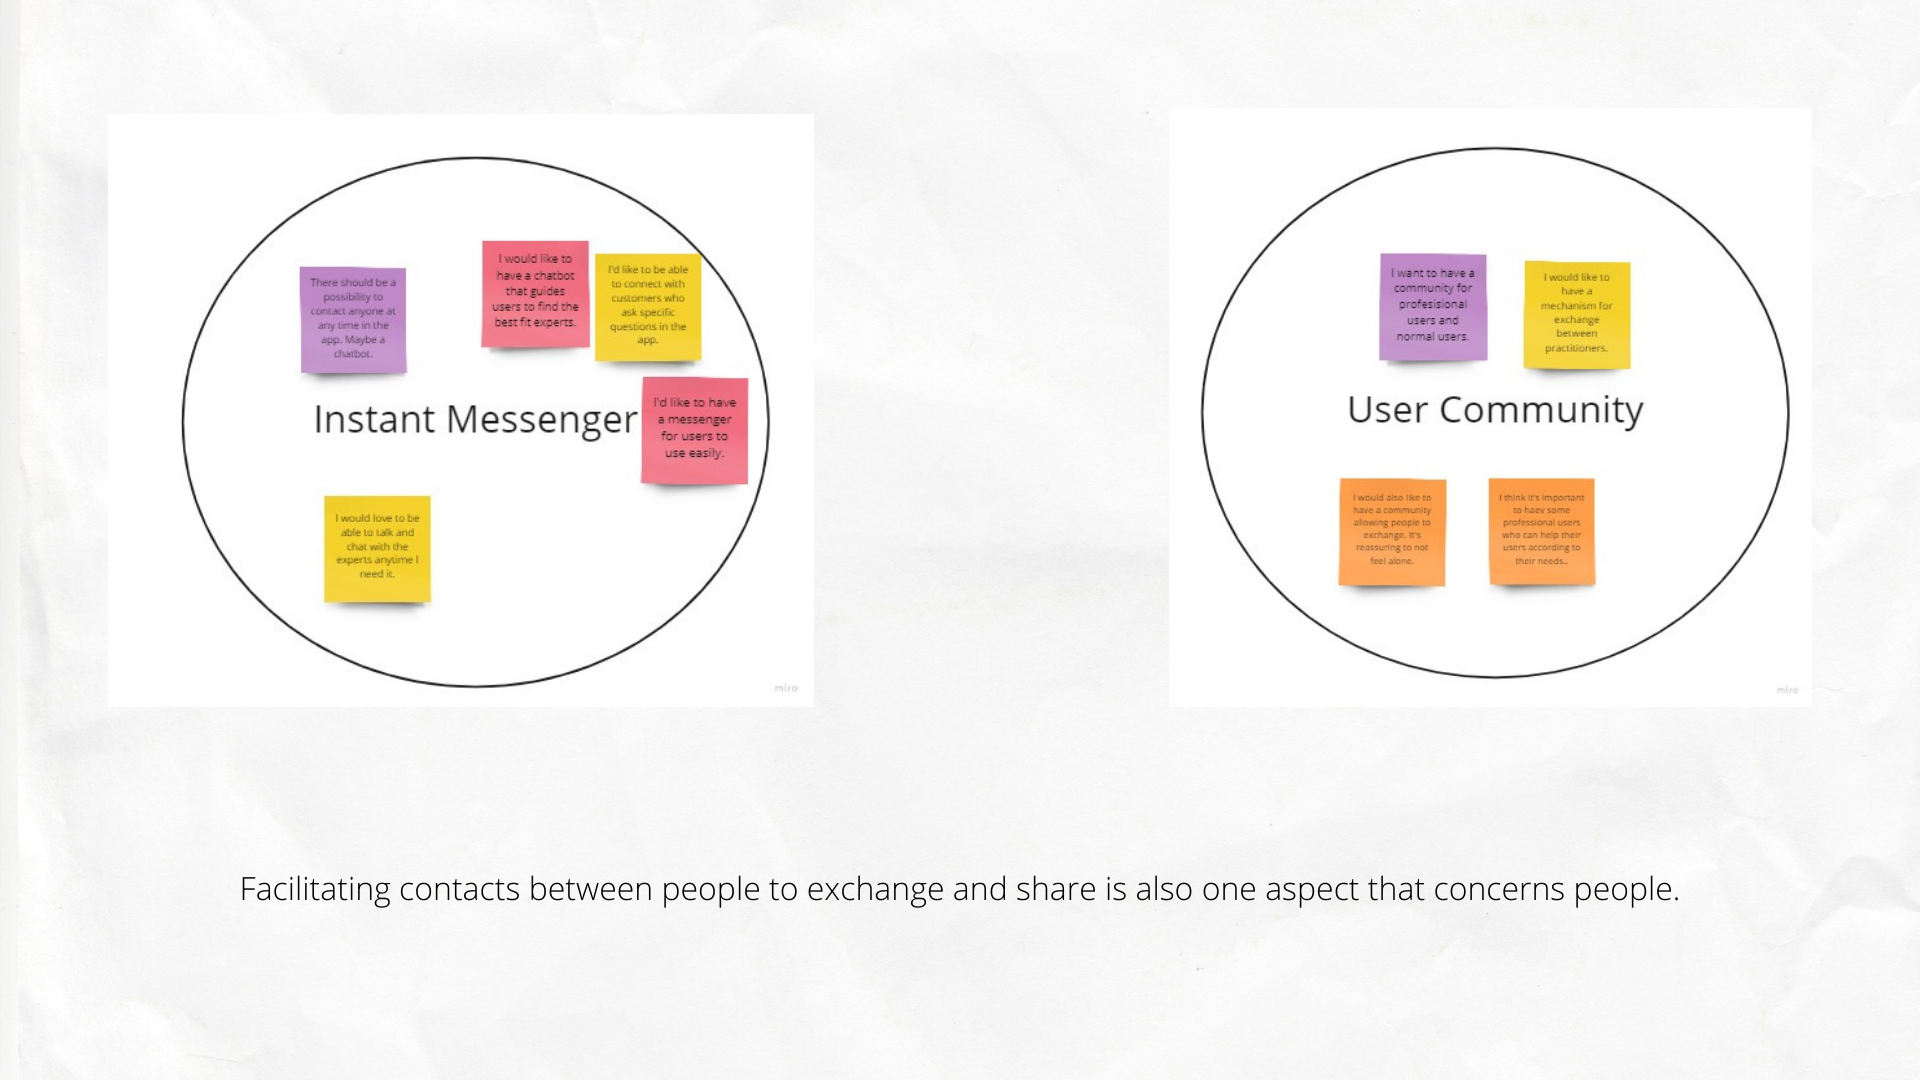 There should be a
possibility to
contact anyone at
any time in the
app. Maybe a
chatbot.
I would like to
have a chatbot
that guides
users to find the
best fit experts.
I'd like to be able
to connect with
customers who
ask specific
questions in the
app.
Instant Messenger
I'd like to have
a messenger
for users to
use easily.
I would love to be
able to talk and
chat with the
experts anytime I
need it.
miro
I want to have a
community for
profesisional
users and
normal users.
I would like to
have a
mechanism for
exchange
between
practitioners.
User Community
I would also like to
have a community
allowing people to
exchange. It's
reassuring to not
feel alone.
I think it's important
to haev some
professional users
who can help their
users according to
their needs..
miro
Facilitating contacts between people to exchange and share is also one aspect that concerns people.